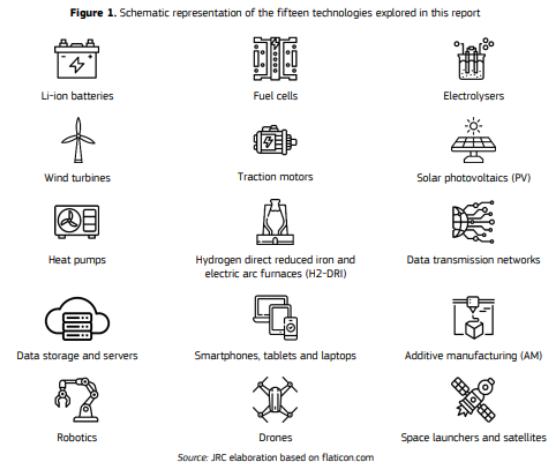 Figure 1. Schematic representation of the fifteen technologies explored in this report
Li-ion batteries
Fuel cells
Electrolysers
Wind turbines
Traction motors
Solar photovoltaics (PV)
Heat pumps
Hydrogen direct reduced iron and
electric arc furnaces (H2-DRI)
Data transmission networks
Data storage and servers
Smartphones, tablets and laptops
Additive manufacturing (AM)
Robotics
Drones
Space launchers and satellites
Source: JRC elaboration based on flaticon.com